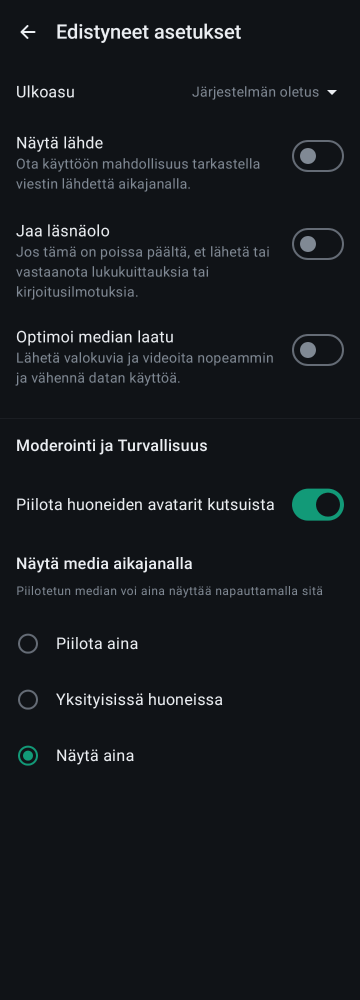 Edistyneet asetukset
Ulkoasu
Järjestelmän oletus
Näytä lähde
Ota käyttöön mahdollisuus tarkastella
viestin lähdettä aikajanalla.
Jaa läsnäolo
Jos tämä on poissa päältä, et lähetä tai
vastaanota lukukuittauksia tai
kirjoitusilmotuksia.
Optimoi median laatu
Lähetä valokuvia ja videoita nopeammin
ja vähennä datan käyttöä.
Moderointi ja Turvallisuus
Piilota huoneiden avatarit kutsuista
Näytä media aikajanalla
Piilotetun median voi aina näyttää napauttamalla sitä
Piilota aina
Yksityisissä huoneissa
Näytä aina